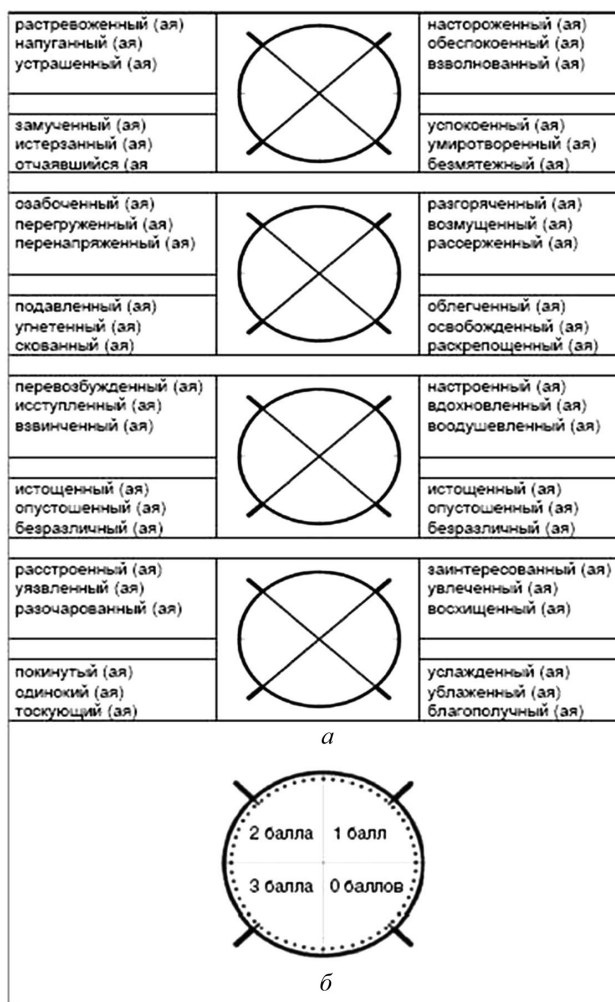 растревоженный (ая)
напуганный (ая)
устрашенный (ая)
настороженный (ая)
обеспокоенный (ая)
взволнованный (ая)
замученный (ая)
истерзанный (ая)
отчаявшийся (ая
успокоенный (ая)
умиротворенный (ая)
безмятежный (ая)
озабоченный (ая)
перегруженный (ая)
перенапряженный (ая)
разгоряченный (ая)
возмущенный (ая)
рассерженный (ая)
подавленный (ая)
угнетенный (ая)
скованный (ая)
облегченный (ая)
освобожденный (ая)
раскрепощенный (ая)
перевозбужденный (ая)
исступленный (ая)
взвинченный (ая)
настроенный (ая)
вдохновленный (ая)
воодушевленный (ая)
истощенный (ая)
опустошенный (ая)
безразличный (ая)
истощенный (ая)
опустошенный (ая)
безразличный (ая)
расстроенный (ая)
уязвленный (ая)
разочарованный (ая)
заинтересованный (ая)
увлеченный (ая)
восхищенный (ая)
покинутый (ая)
одинокий (ая)
тоскующий (ая)
услажденный (ая)
ублаженный (ая)
благополучный (ая)
а
2 балла 1 балл
3 балла 0 баллов
б